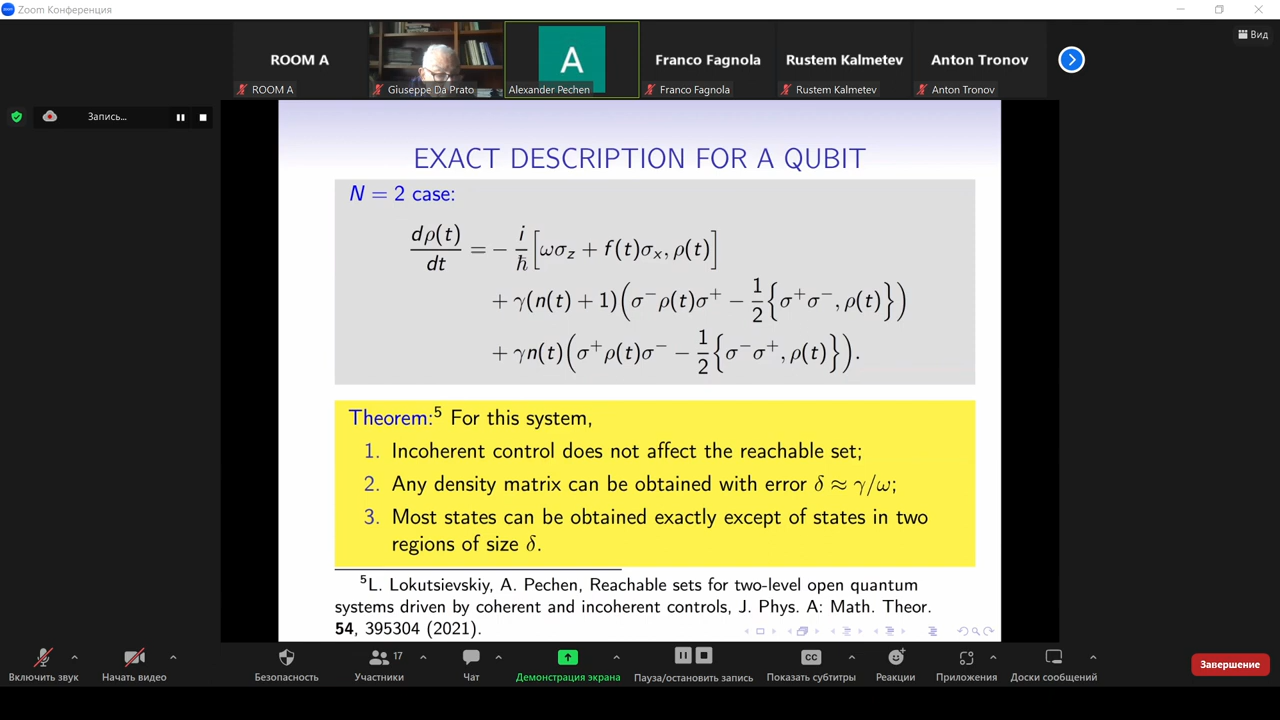 Zoom Конференция
Вид
ROOM A
Franco Fagnola
Rustem Kalmetev
Anton Tronov
A
ROOM A
Giuseppe Da Prato
Alexander Pechen
Franco Fagnola
Rustem Kalmetev
Anton Tronov
Запись...
EXACT DESCRIPTION FOR A QUBIT
N = 2 case:
dρ(t)/dt = − i/ħ [ωσ_z + f(t)σ_x, ρ(t)]
+ γ(n(t) + 1)(σ⁻ρ(t)σ⁺ − 1/2 {σ⁺σ⁻, ρ(t)})
+ γn(t)(σ⁺ρ(t)σ⁻ − 1/2 {σ⁻σ⁺, ρ(t)}).
Theorem:⁵ For this system,
1. Incoherent control does not affect the reachable set;
2. Any density matrix can be obtained with error δ ≈ γ/ω;
3. Most states can be obtained exactly except of states in two
regions of size δ.
⁵L. Lokutsievskiy, A. Pechen, Reachable sets for two-level open quantum
systems driven by coherent and incoherent controls, J. Phys. A: Math. Theor.
54, 395304 (2021).
17
CC
Включить звук
Начать видео
Безопасность
Участники
Чат
Демонстрация экрана
Пауза/остановить запись
Показать субтитры
Реакции
Приложения
Доски сообщений
Завершение